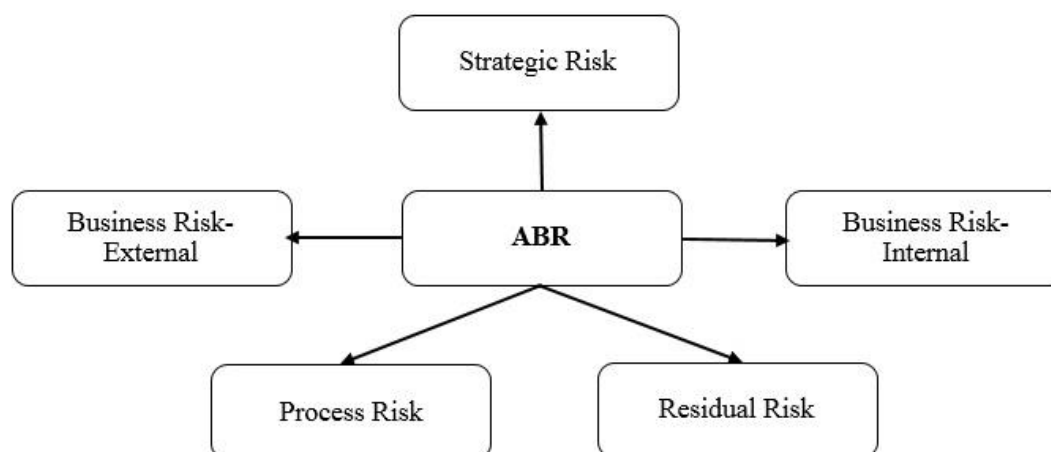 Strategic Risk
Business Risk-
External
ABR
Business Risk-
Internal
Process Risk
Residual Risk